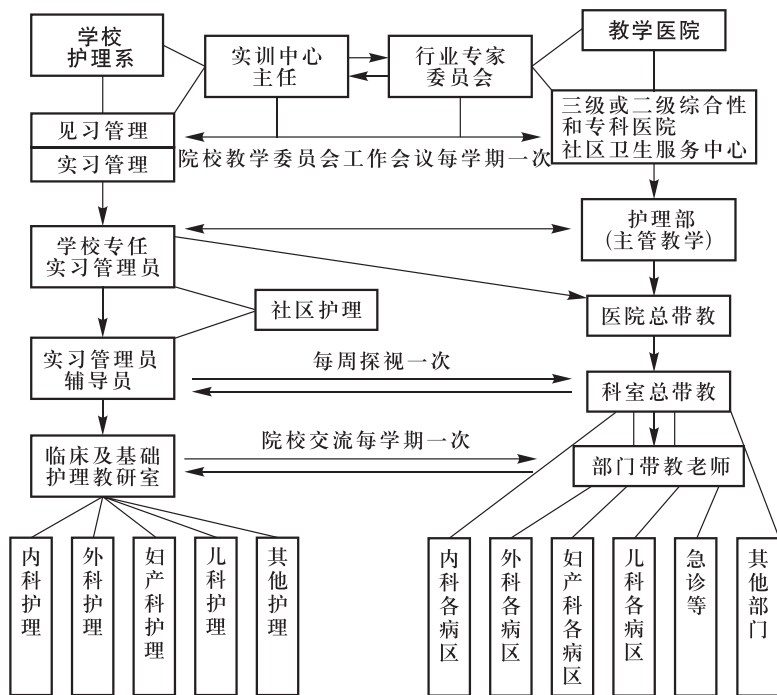 学校
护理系
实训中心
主任
行业专家
委员会
教学医院
见习管理
实习管理
三级或二级综合性
和专科医院
社区卫生服务中心
院校教学委员会工作会议每学期一次
学校专任
实习管理员
护理部
(主管教学)
社区护理
医院总带教
实习管理员
辅导员
每周探视一次
科室总带教
临床及基础
护理教研室
院校交流每学期一次
部门带教老师
内科护理
外科护理
妇产科护理
儿科护理
其他护理
内科各病区
外科各病区
妇产科各病区
儿科各病区
急诊等
其他部门